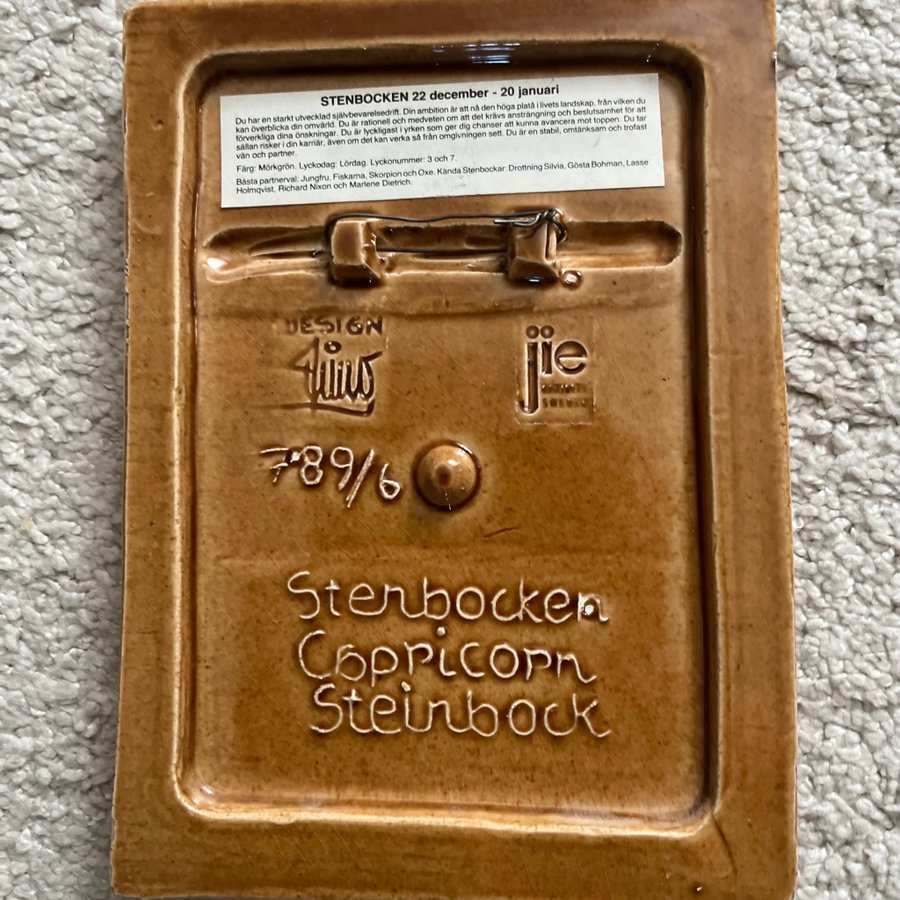 STENBOCKEN 22 december - 20 januari
Du har en starkt utvecklad självbevarelsedrift. Din ambition är att nå den höga platå i livets landskap, från vilken du
kan överblicka din omvärld. Du är rationell och medveten om att det krävs ansträngning och beslutsamhet för att
förverkliga dina önskningar. Du är lyckligast i yrken som ger dig chanser att kunna avancera mot toppen. Du tar
sällan risker i din karriär, även om det kan verka så från omgivningen sett. Du är en stabil, omtänksam och trofast
vän och partner.
Färg: Mörkgrön. Lyckodag: Lördag. Lyckonummer: 3 och 7.
Bästa partnerval: Jungfru, Fiskarna, Skorpion och Oxe. Kända Stenbockar: Drottning Silvia, Gösta Bohman, Lasse
Holmqvist, Richard Nixon och Marlene Dietrich.
DESIGN
jie
789/6
Stenbocken
Capricorn
Steinbock